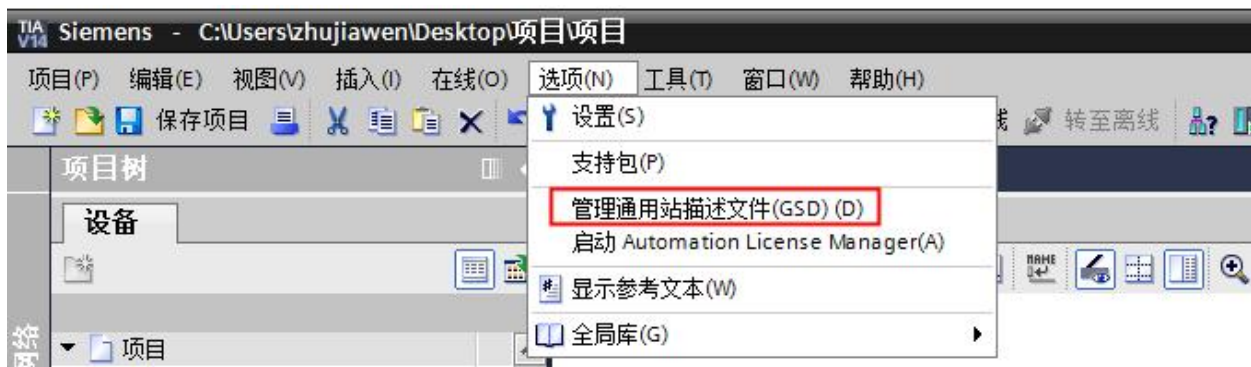 TIA V14 Siemens - C:\Users\zhujiawen\Desktop\项目\项目
项目(P) 编辑(E) 视图(V) 插入(I) 在线(O) 选项(N) 工具(T) 窗口(W) 帮助(H)
保存项目 转至离线
设置(S)
支持包(P)
管理通用站描述文件(GSD) (D)
启动 Automation License Manager(A)
显示参考文本(W)
全局库(G)
项目树
设备
NAME
项目